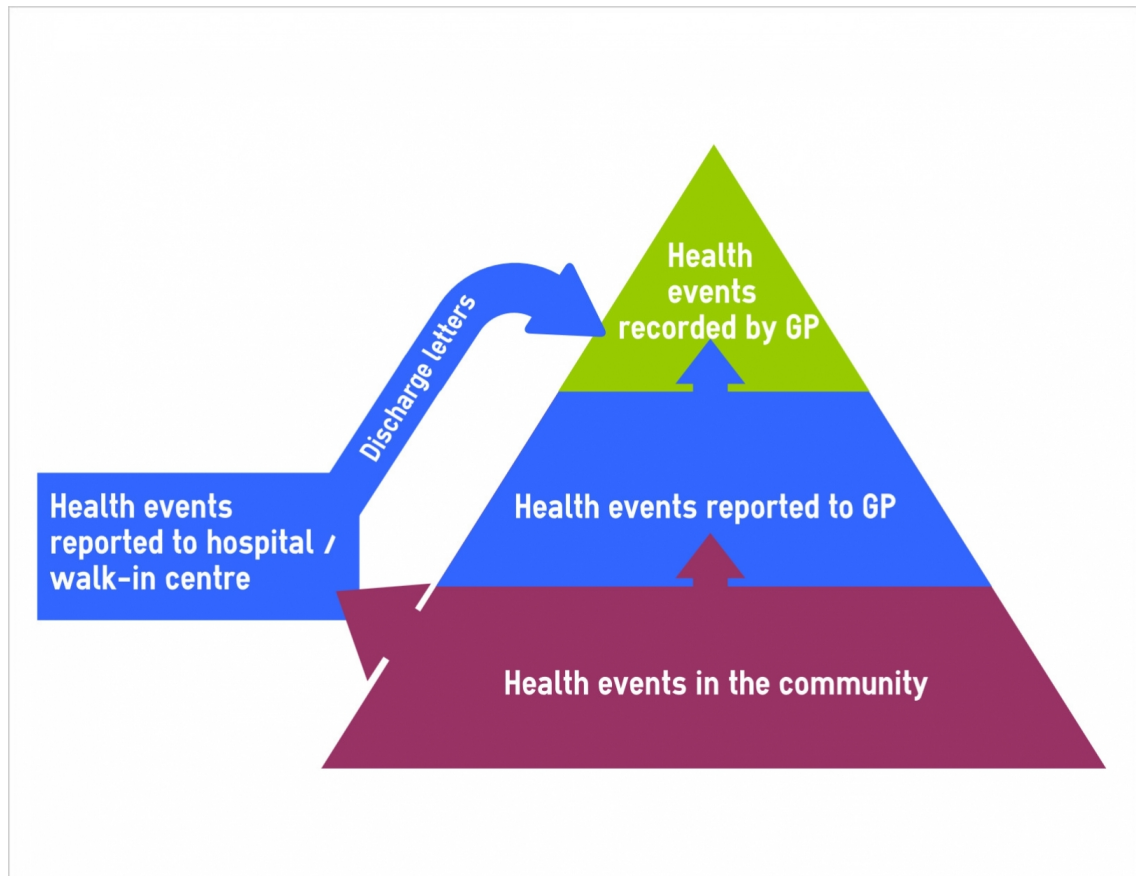 Health
events
recorded by GP
Discharge letters
Health events reported to GP
Health events
reported to hospital /
walk-in centre
Health events in the community